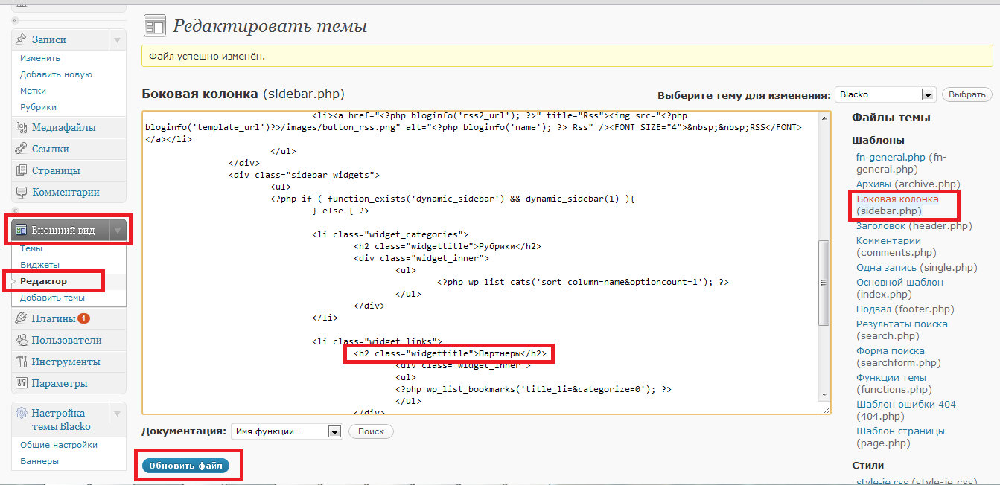 Редактировать темы
Файл успешно изменён.
Записи
Изменить
Добавить новую
Метки
Рубрики
Медиафайлы
Ссылки
Страницы
Комментарии
Внешний вид
Темы
Виджеты
Редактор
Добавить темы
Плагины 1
Пользователи
Инструменты
Параметры
Настройка
темы Blacko
Общие настройки
Баннеры
Боковая колонка (sidebar.php)
Выберите тему для изменения: Blacko Выбрать
<li><a href="<?php bloginfo('rss2_url'); ?>" title="Rss"><img src="<?php
bloginfo('template_url')?>/images/button_rss.png" alt="<?php bloginfo('name'); ?> Rss" /><FONT SIZE="4">&nbsp;&nbsp;RSS</FONT>
</a></li>
</ul>
</div>
<div class="sidebar_widgets">
<ul>
<?php if ( function_exists('dynamic_sidebar') && dynamic_sidebar(1) ){
} else { ?>
<li class="widget_categories">
<h2 class="widgettitle">Рубрики</h2>
<div class="widget_inner">
<ul>
<?php wp_list_cats('sort_column=name&optioncount=1'); ?>
</ul>
</div>
</li>
<li class="widget_links">
<h2 class="widgettitle">Партнеры</h2>
<div class="widget_inner">
<ul>
<?php wp_list_bookmarks('title_li=&categorize=0'); ?>
</ul>
</div>
Документация: Имя функции... Поиск
Обновить файл
Файлы темы
Шаблоны
fn-general.php (fn-
general.php)
Архивы (archive.php)
Боковая колонка
(sidebar.php)
Заголовок (header.php)
Комментарии
(comments.php)
Одна запись (single.php)
Основной шаблон
(index.php)
Подвал (footer.php)
Результаты поиска
(search.php)
Форма поиска
(searchform.php)
Функции темы
(functions.php)
Шаблон ошибки 404
(404.php)
Шаблон страницы
(page.php)
Стили
style-ie.css (style-ie.css)